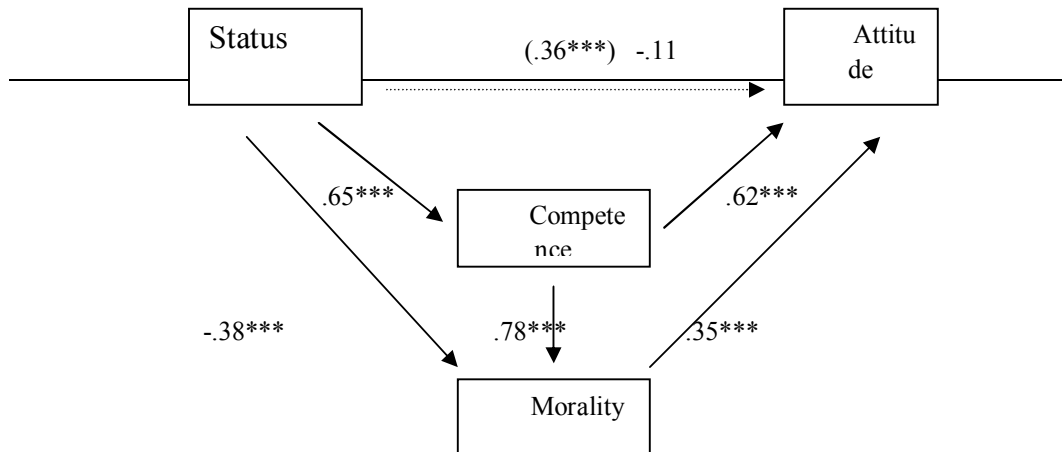 Status
(.36***) -.11
Attitu
de
.65***
.62***
Compete
nce
-.38***
.78***
.35***
Morality